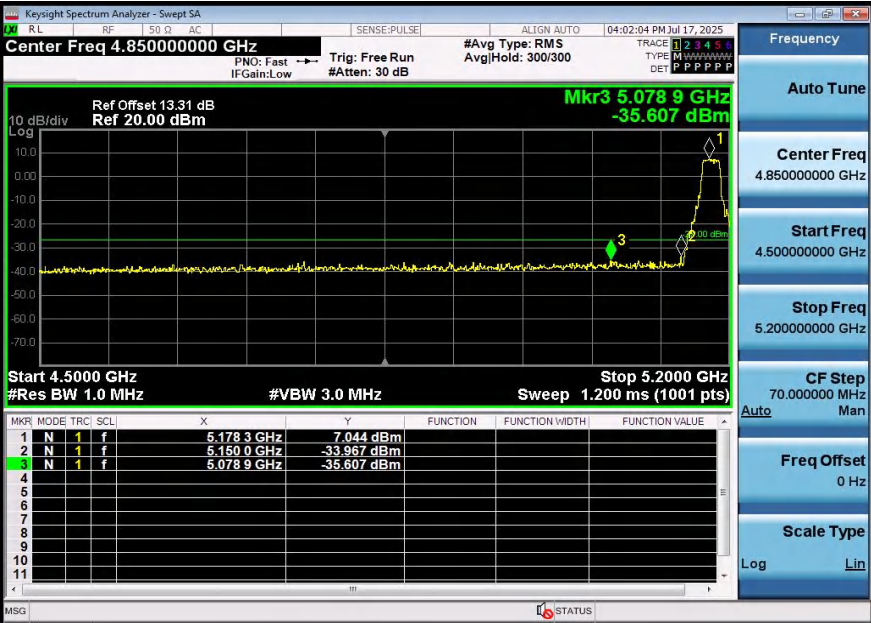 Keysight Spectrum Analyzer - Swept SA
LXI RL RF 50 Ω AC SENSE:PULSE ALIGN AUTO 04:02:04 PM Jul 17, 2025
Center Freq 4.850000000 GHz
PNO: Fast
IFGain:Low
Trig: Free Run
#Atten: 30 dB
#Avg Type: RMS
Avg|Hold: 300/300
TRACE 1 2 3 4 5 6
TYPE M W W W W W
DET P P P P P P
Mkr3 5.078 9 GHz
-35.607 dBm
Ref Offset 13.31 dB
10 dB/div Ref 20.00 dBm
Log
10.0
0.00
-10.0
-20.0
-30.0
-40.0
-50.0
-60.0
-70.0
1
2
3
Start 4.5000 GHz Stop 5.2000 GHz
#Res BW 1.0 MHz #VBW 3.0 MHz Sweep 1.200 ms (1001 pts)
MKR MODE TRC SCL X Y FUNCTION FUNCTION WIDTH FUNCTION VALUE
1 N 1 f 5.178 3 GHz 7.044 dBm
2 N 1 f 5.150 0 GHz -33.967 dBm
3 N 1 f 5.078 9 GHz -35.607 dBm
4
5
6
7
8
9
10
11
MSG STATUS
Frequency
Auto Tune
Center Freq
4.850000000 GHz
Start Freq
4.500000000 GHz
Stop Freq
5.200000000 GHz
CF Step
70.000000 MHz
Auto Man
Freq Offset
0 Hz
Scale Type
Log Lin